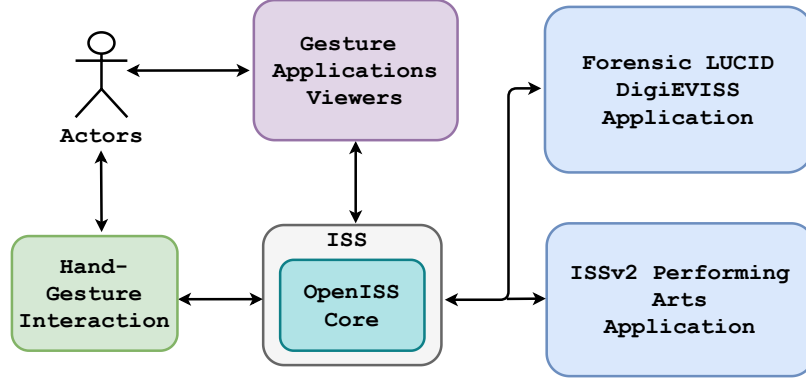 Actors
Gesture
Applications
Viewers
Forensic LUCID
DigiEVISS
Application
Hand-
Gesture
Interaction
ISS
OpenISS
Core
ISSv2 Performing
Arts
Application